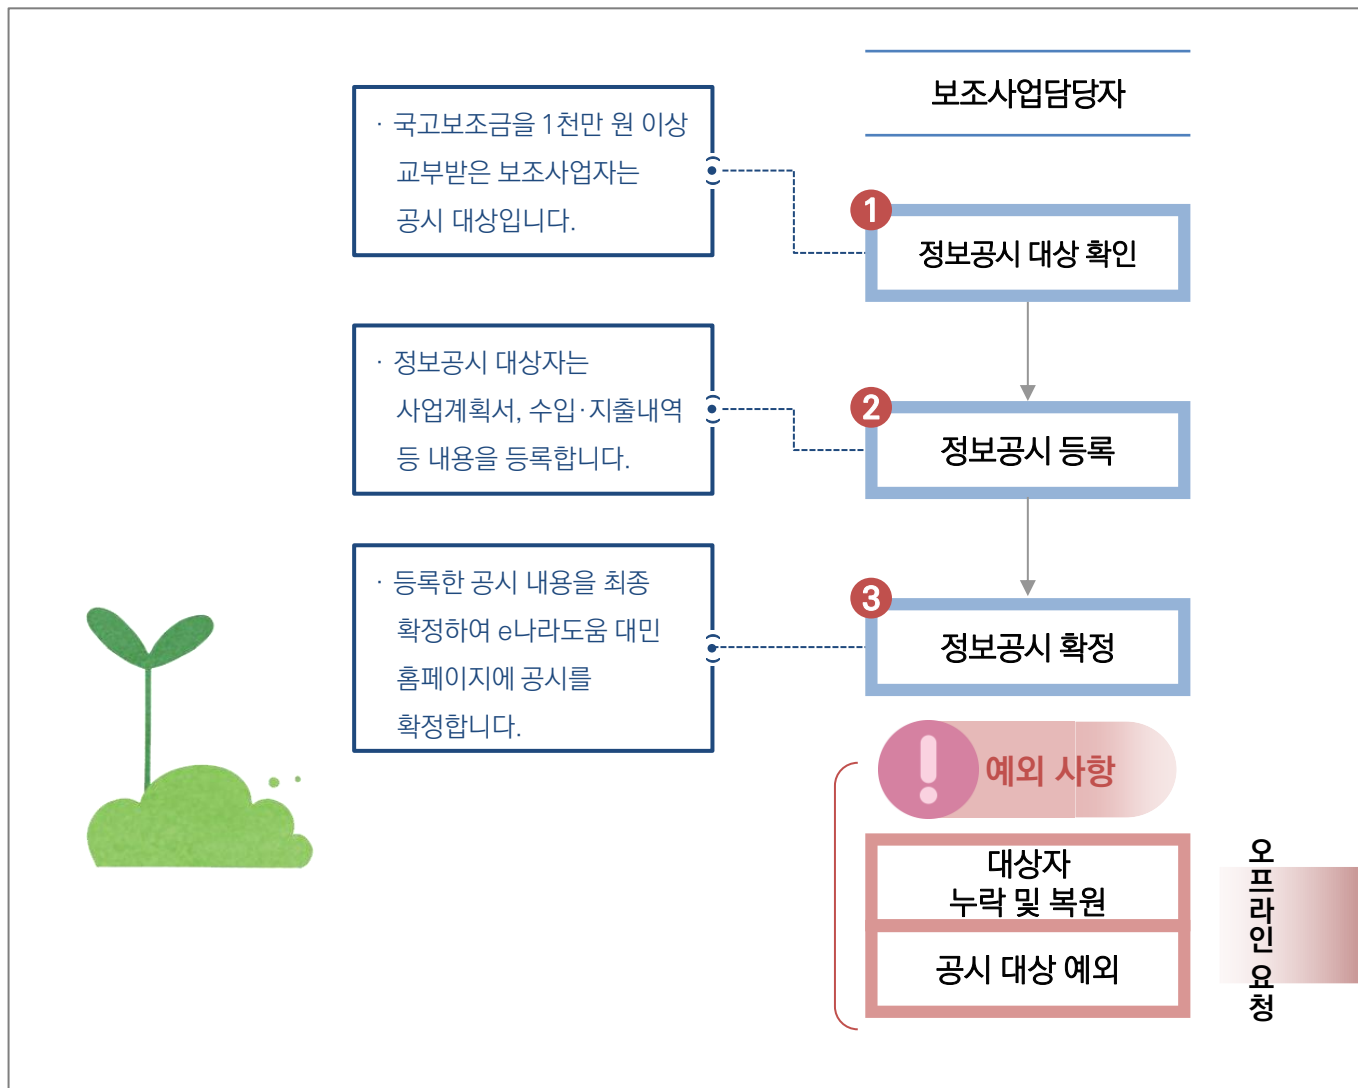 보조사업담당자
· 국고보조금을 1천만 원 이상
교부받은 보조사업자는
공시 대상입니다.
1
정보공시 대상 확인
· 정보공시 대상자는
사업계획서, 수입·지출내역
등 내용을 등록합니다.
2
정보공시 등록
· 등록한 공시 내용을 최종
확정하여 e나라도움 대민
홈페이지에 공시를
확정합니다.
3
정보공시 확정
예외 사항
대상자
누락 및 복원
공시 대상 예외
오프라인 요청